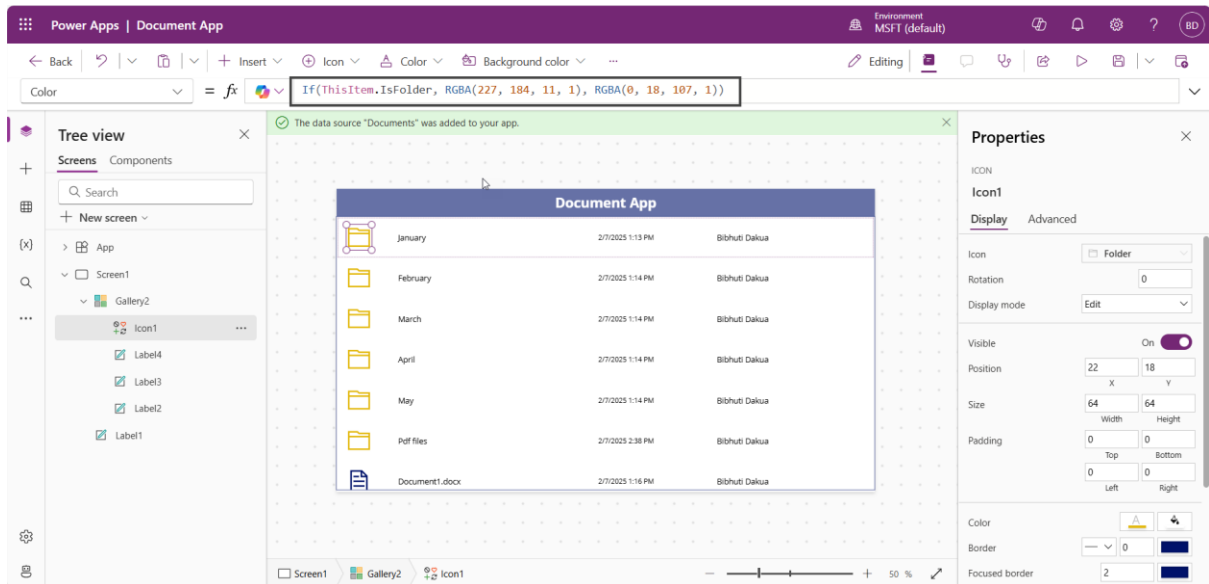 Power Apps | Document App
Environment
MSFT (default)
BD
Back
Insert
Icon
Color
Background color
...
Editing
Color
= fx
If(ThisItem.IsFolder, RGBA(227, 184, 11, 1), RGBA(0, 18, 107, 1))
Tree view
Screens Components
Search
New screen
App
Screen1
Gallery2
Icon1
...
Label4
Label3
Label2
Label1
The data source "Documents" was added to your app.
Document App
January 2/7/2025 1:13 PM Bibhuti Dakua
February 2/7/2025 1:14 PM Bibhuti Dakua
March 2/7/2025 1:14 PM Bibhuti Dakua
April 2/7/2025 1:14 PM Bibhuti Dakua
May 2/7/2025 1:14 PM Bibhuti Dakua
Pdf files 2/7/2025 2:38 PM Bibhuti Dakua
Document1.docx 2/7/2025 1:16 PM Bibhuti Dakua
Screen1 Gallery2 Icon1
50 %
Properties
ICON
Icon1
Display Advanced
Icon Folder
Rotation 0
Display mode Edit
Visible On
Position 22 18
X Y
Size 64 64
Width Height
Padding 0 0
Top Bottom
0 0
Left Right
Color
Border 0
Focused border 2